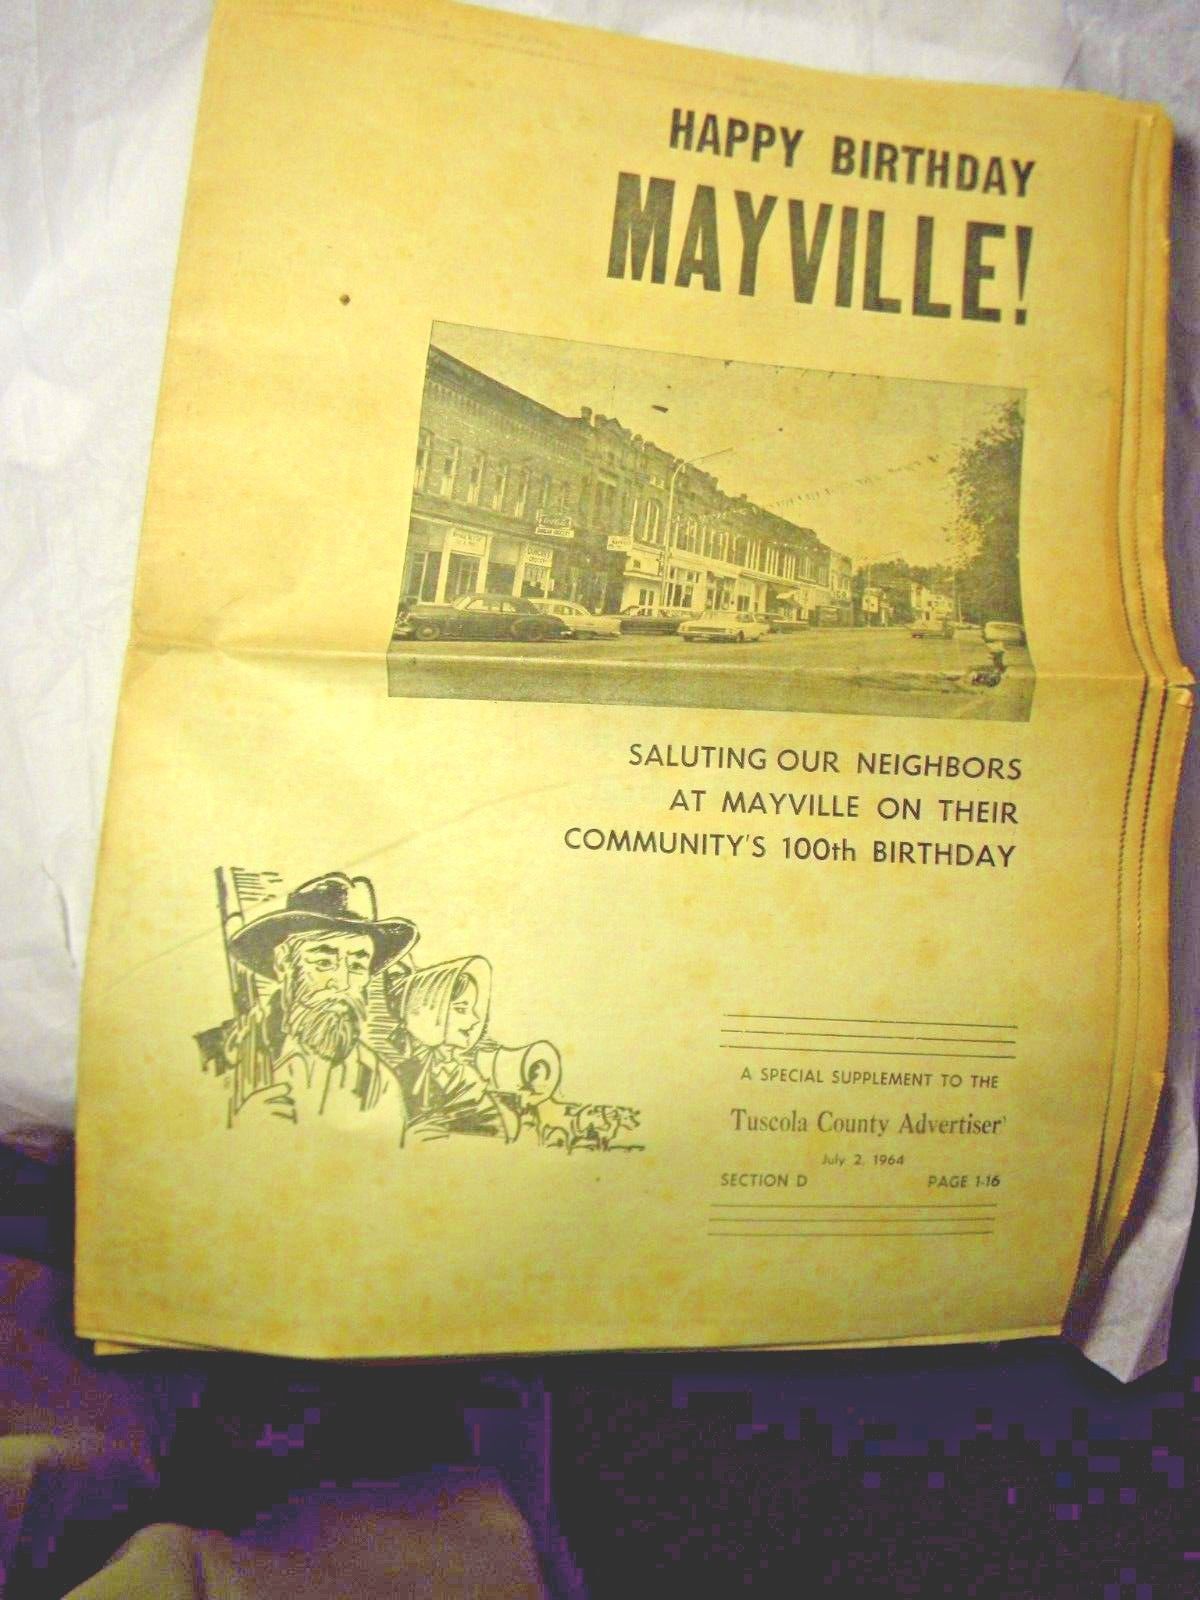 HAPPY BIRTHDAY
MAYVILLE!
SALUTING OUR NEIGHBORS
AT MAYVILLE ON THEIR
COMMUNITY'S 100th BIRTHDAY
A SPECIAL SUPPLEMENT TO THE
Tuscola County Advertiser
July 2, 1964
SECTION D PAGE 1-16